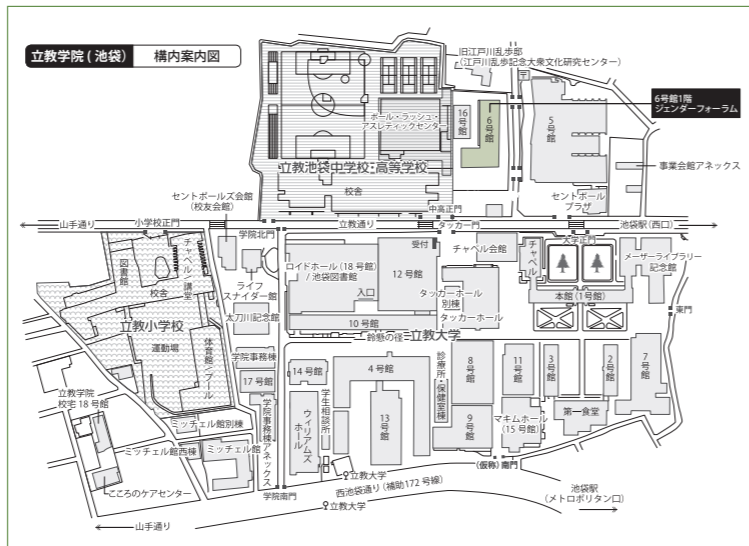 立教学院 ( 池袋 )　構内案内図
旧江戸川乱歩邸
(江戸川乱歩記念大衆文化研究センター)
6号館1階
ジェンダーフォーラム
ポール・ラッシュ・
アスレティックセンター
16号館
6号館
5号館
事業会館アネックス
立教池袋中学校・高等学校
校舎
セントポールズ会館
(校友会館)
セントポール
プラザ
中高正門
山手通り
小学校正門
立教通り
タッカー門
池袋駅(西口)
学院北門
受付
大学正門
図書館
チャペル/講堂
校舎
ライフ
スナイダー館
ロイドホール (18 号館)
/ 池袋図書館
12 号館
入口
チャペル会館
チャペル
メーザーライブラリー
記念館
タッカーホール
別棟
タッカーホール
本館 (1号館)
東門
立教小学校
太刀川記念館
10 号館
鈴懸の径
立教大学
運動場
体育館/プール
学院事務棟
17 号館
14 号館
4 号館
診療所・保健室棟
8号館
11号館
3号館
2号館
7号館
立教学院
校宅 18 号館
学院事務棟アネックス
ウィリアムズホール
学生相談所
13号館
9号館
マキムホール
(15 号館)
第一食堂
ミッチェル館別棟
ミッチェル館西棟
ミッチェル館
こころのケアセンター
学院南門
立教大学
西池袋通り (補助172 号線)
(仮称) 南門
立教大学
池袋駅
(メトロポリタン口)
山手通り